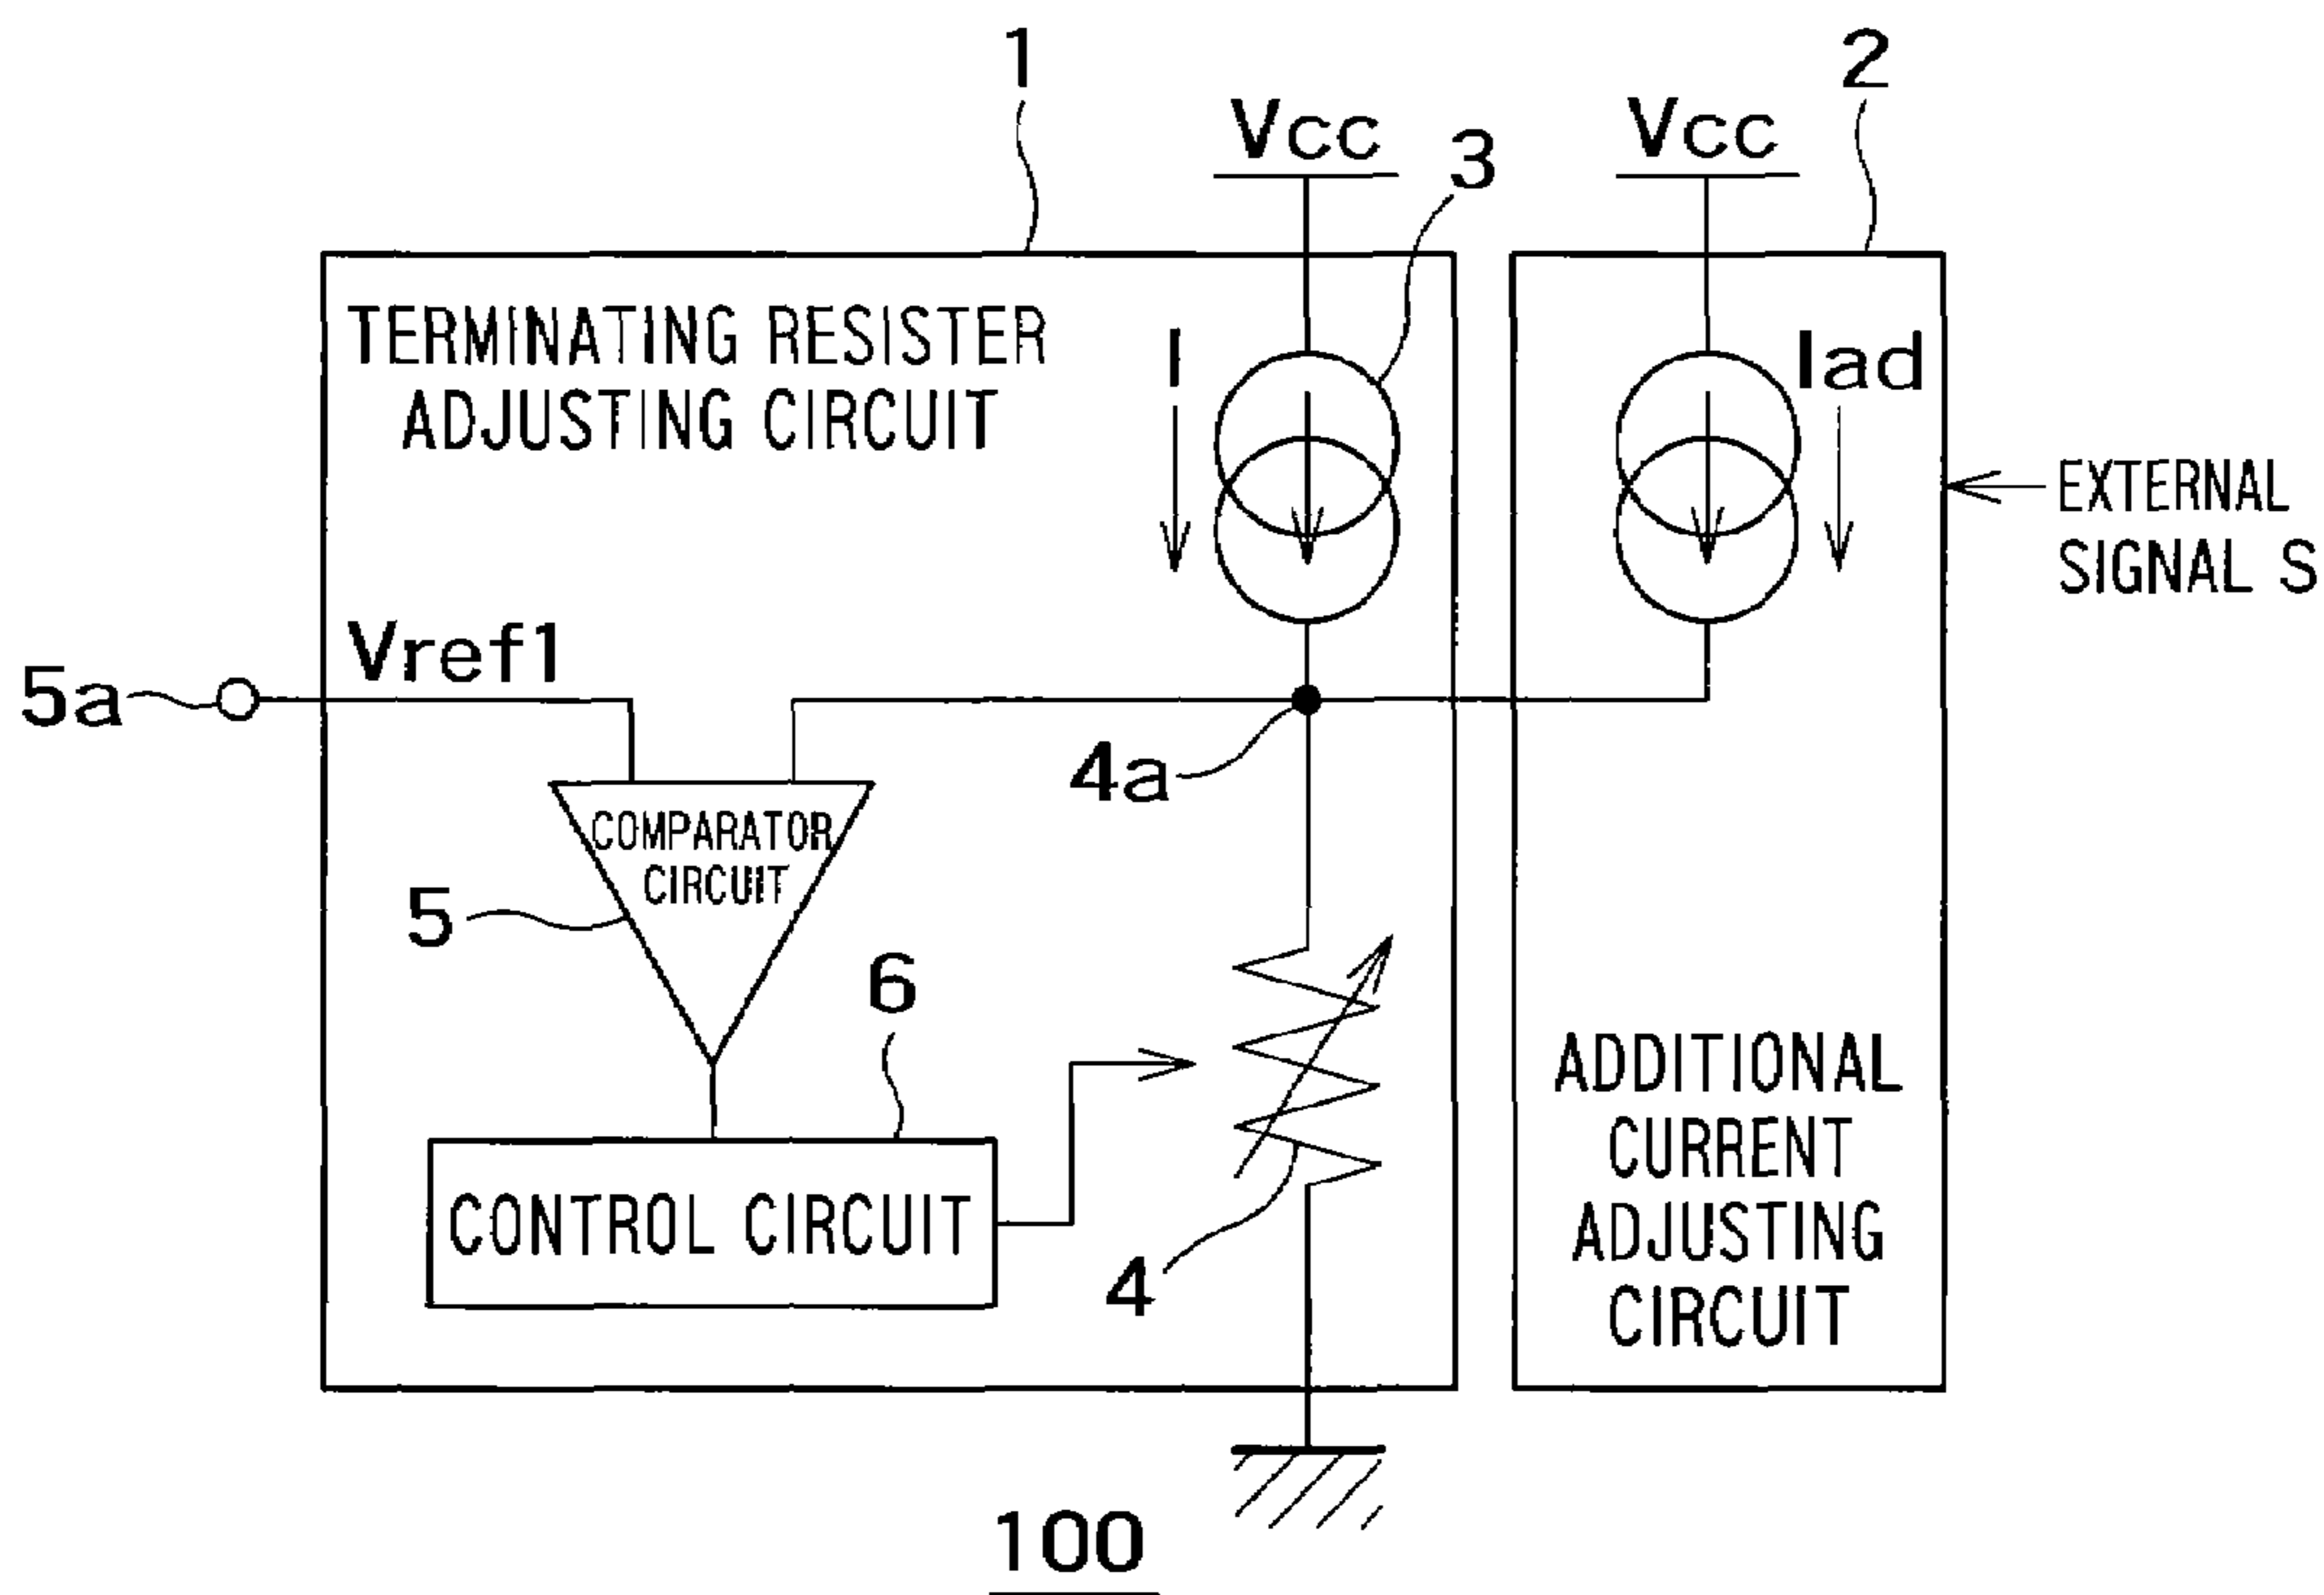 1
2
Vcc
Vcc
3
TERMINATING RESISTER
ADJUSTING CIRCUIT
I
Iad
EXTERNAL
SIGNAL S
Vref1
5a
4a
COMPARATOR
CIRCUIT
5
6
CONTROL CIRCUIT
4
ADDITIONAL
CURRENT
ADJUSTING
CIRCUIT
100